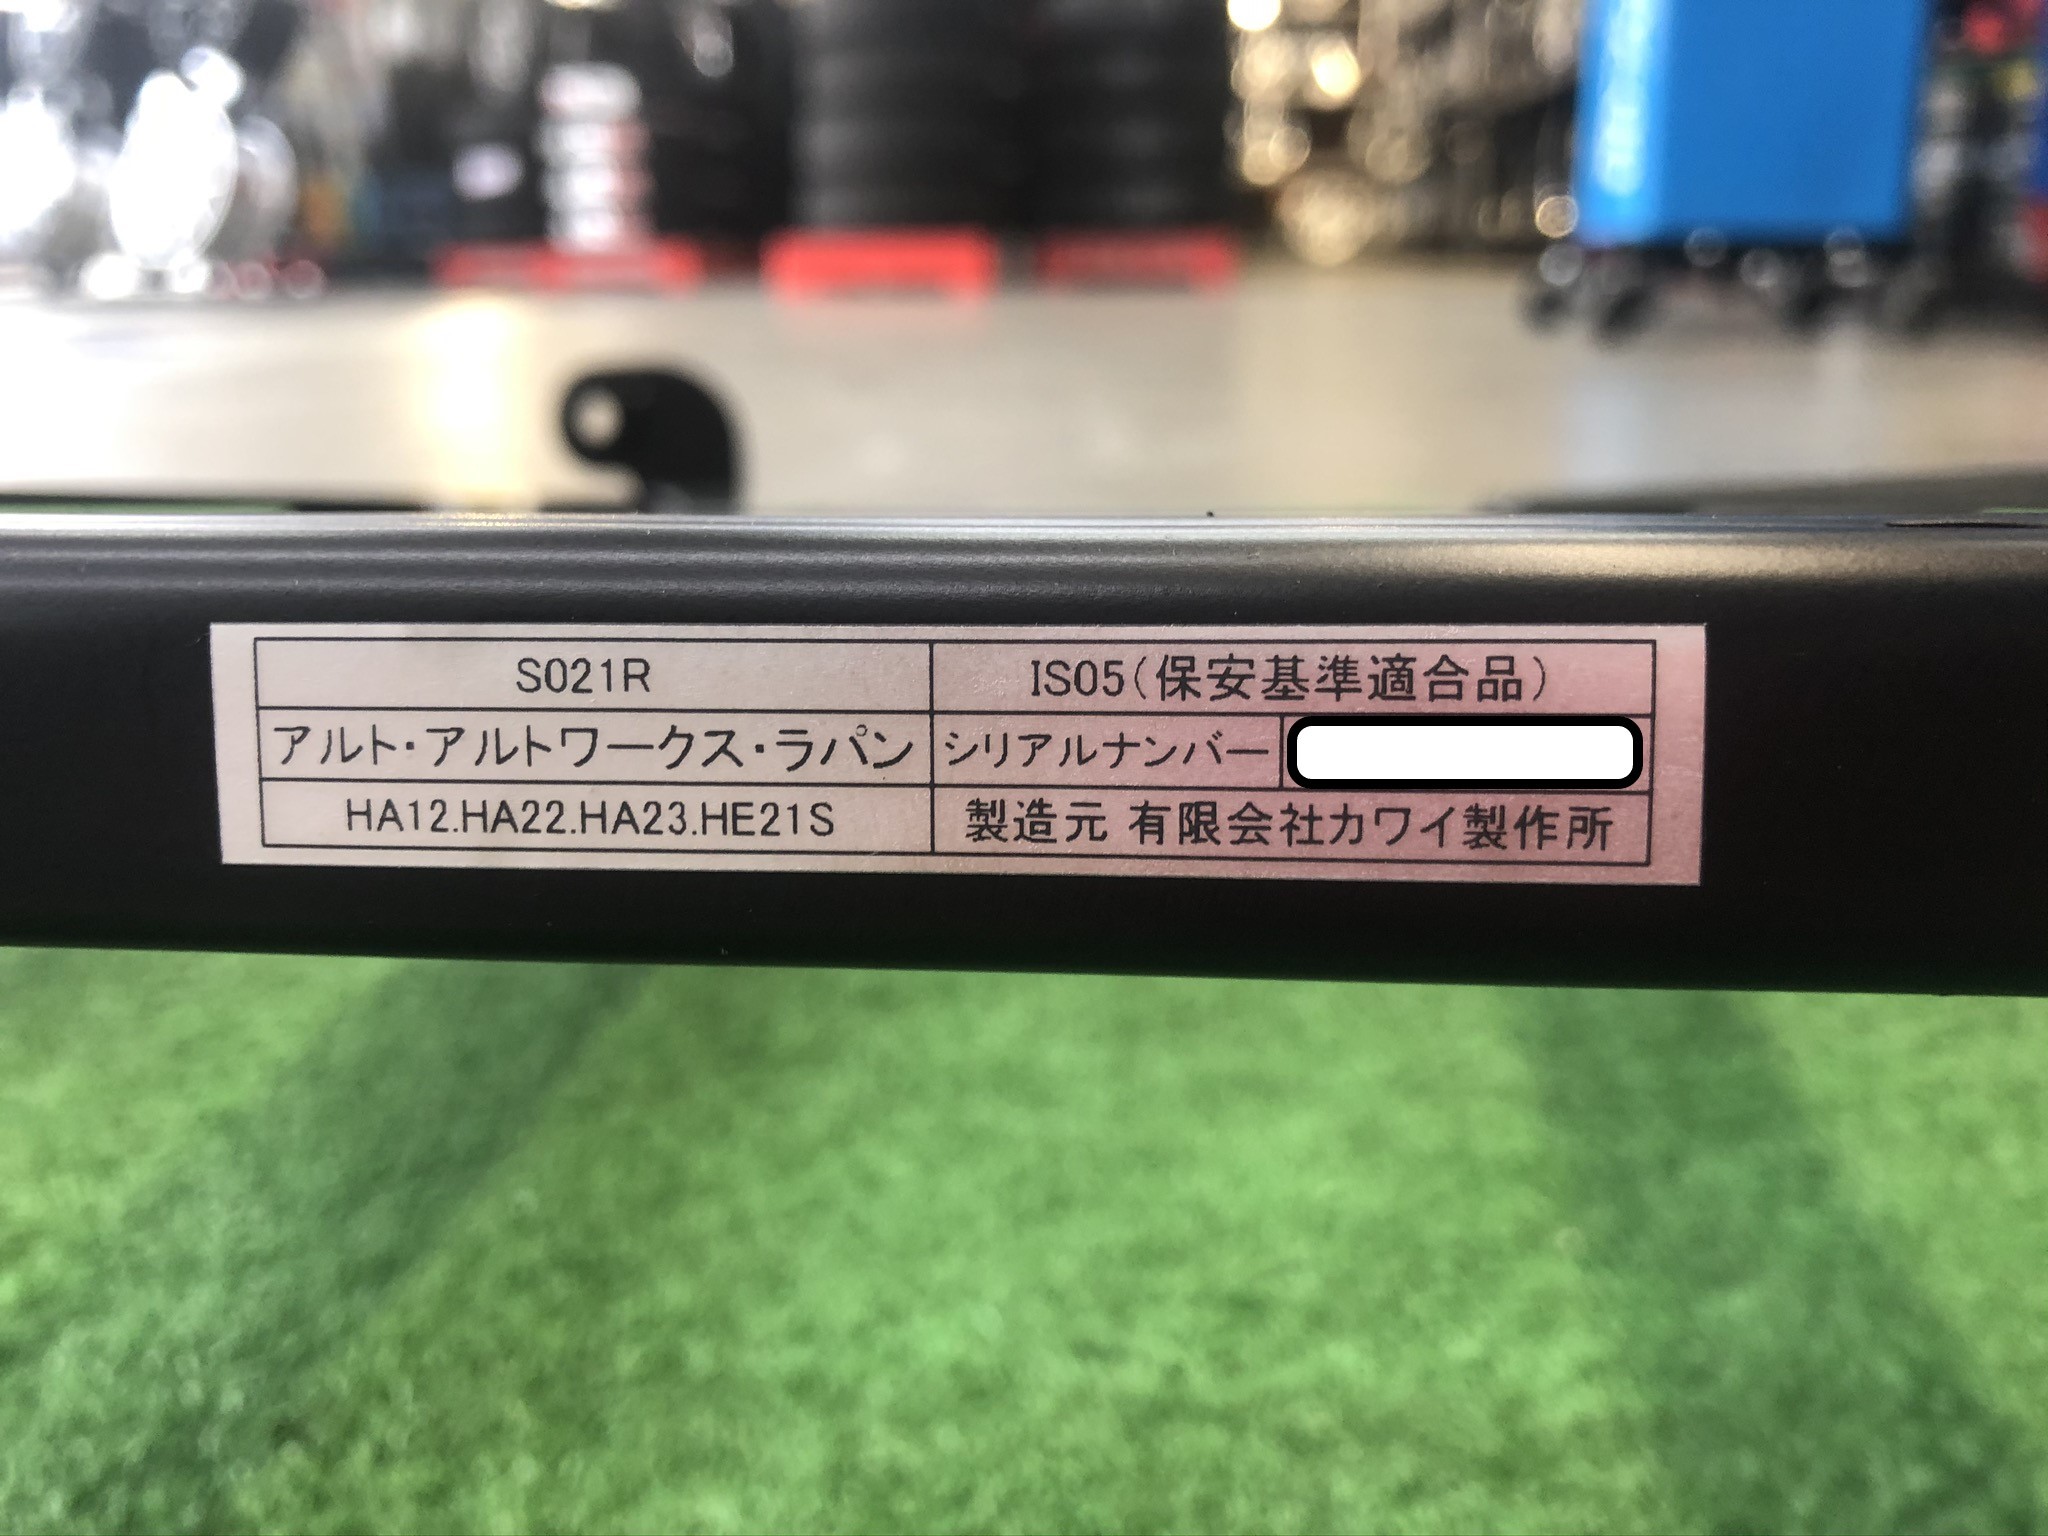 S021R
IS05(保安基準適合品)
アルト・アルトワークス・ラパン
シリアルナンバー
HA12.HA22.HA23.HE21S
製造元 有限会社カワイ製作所